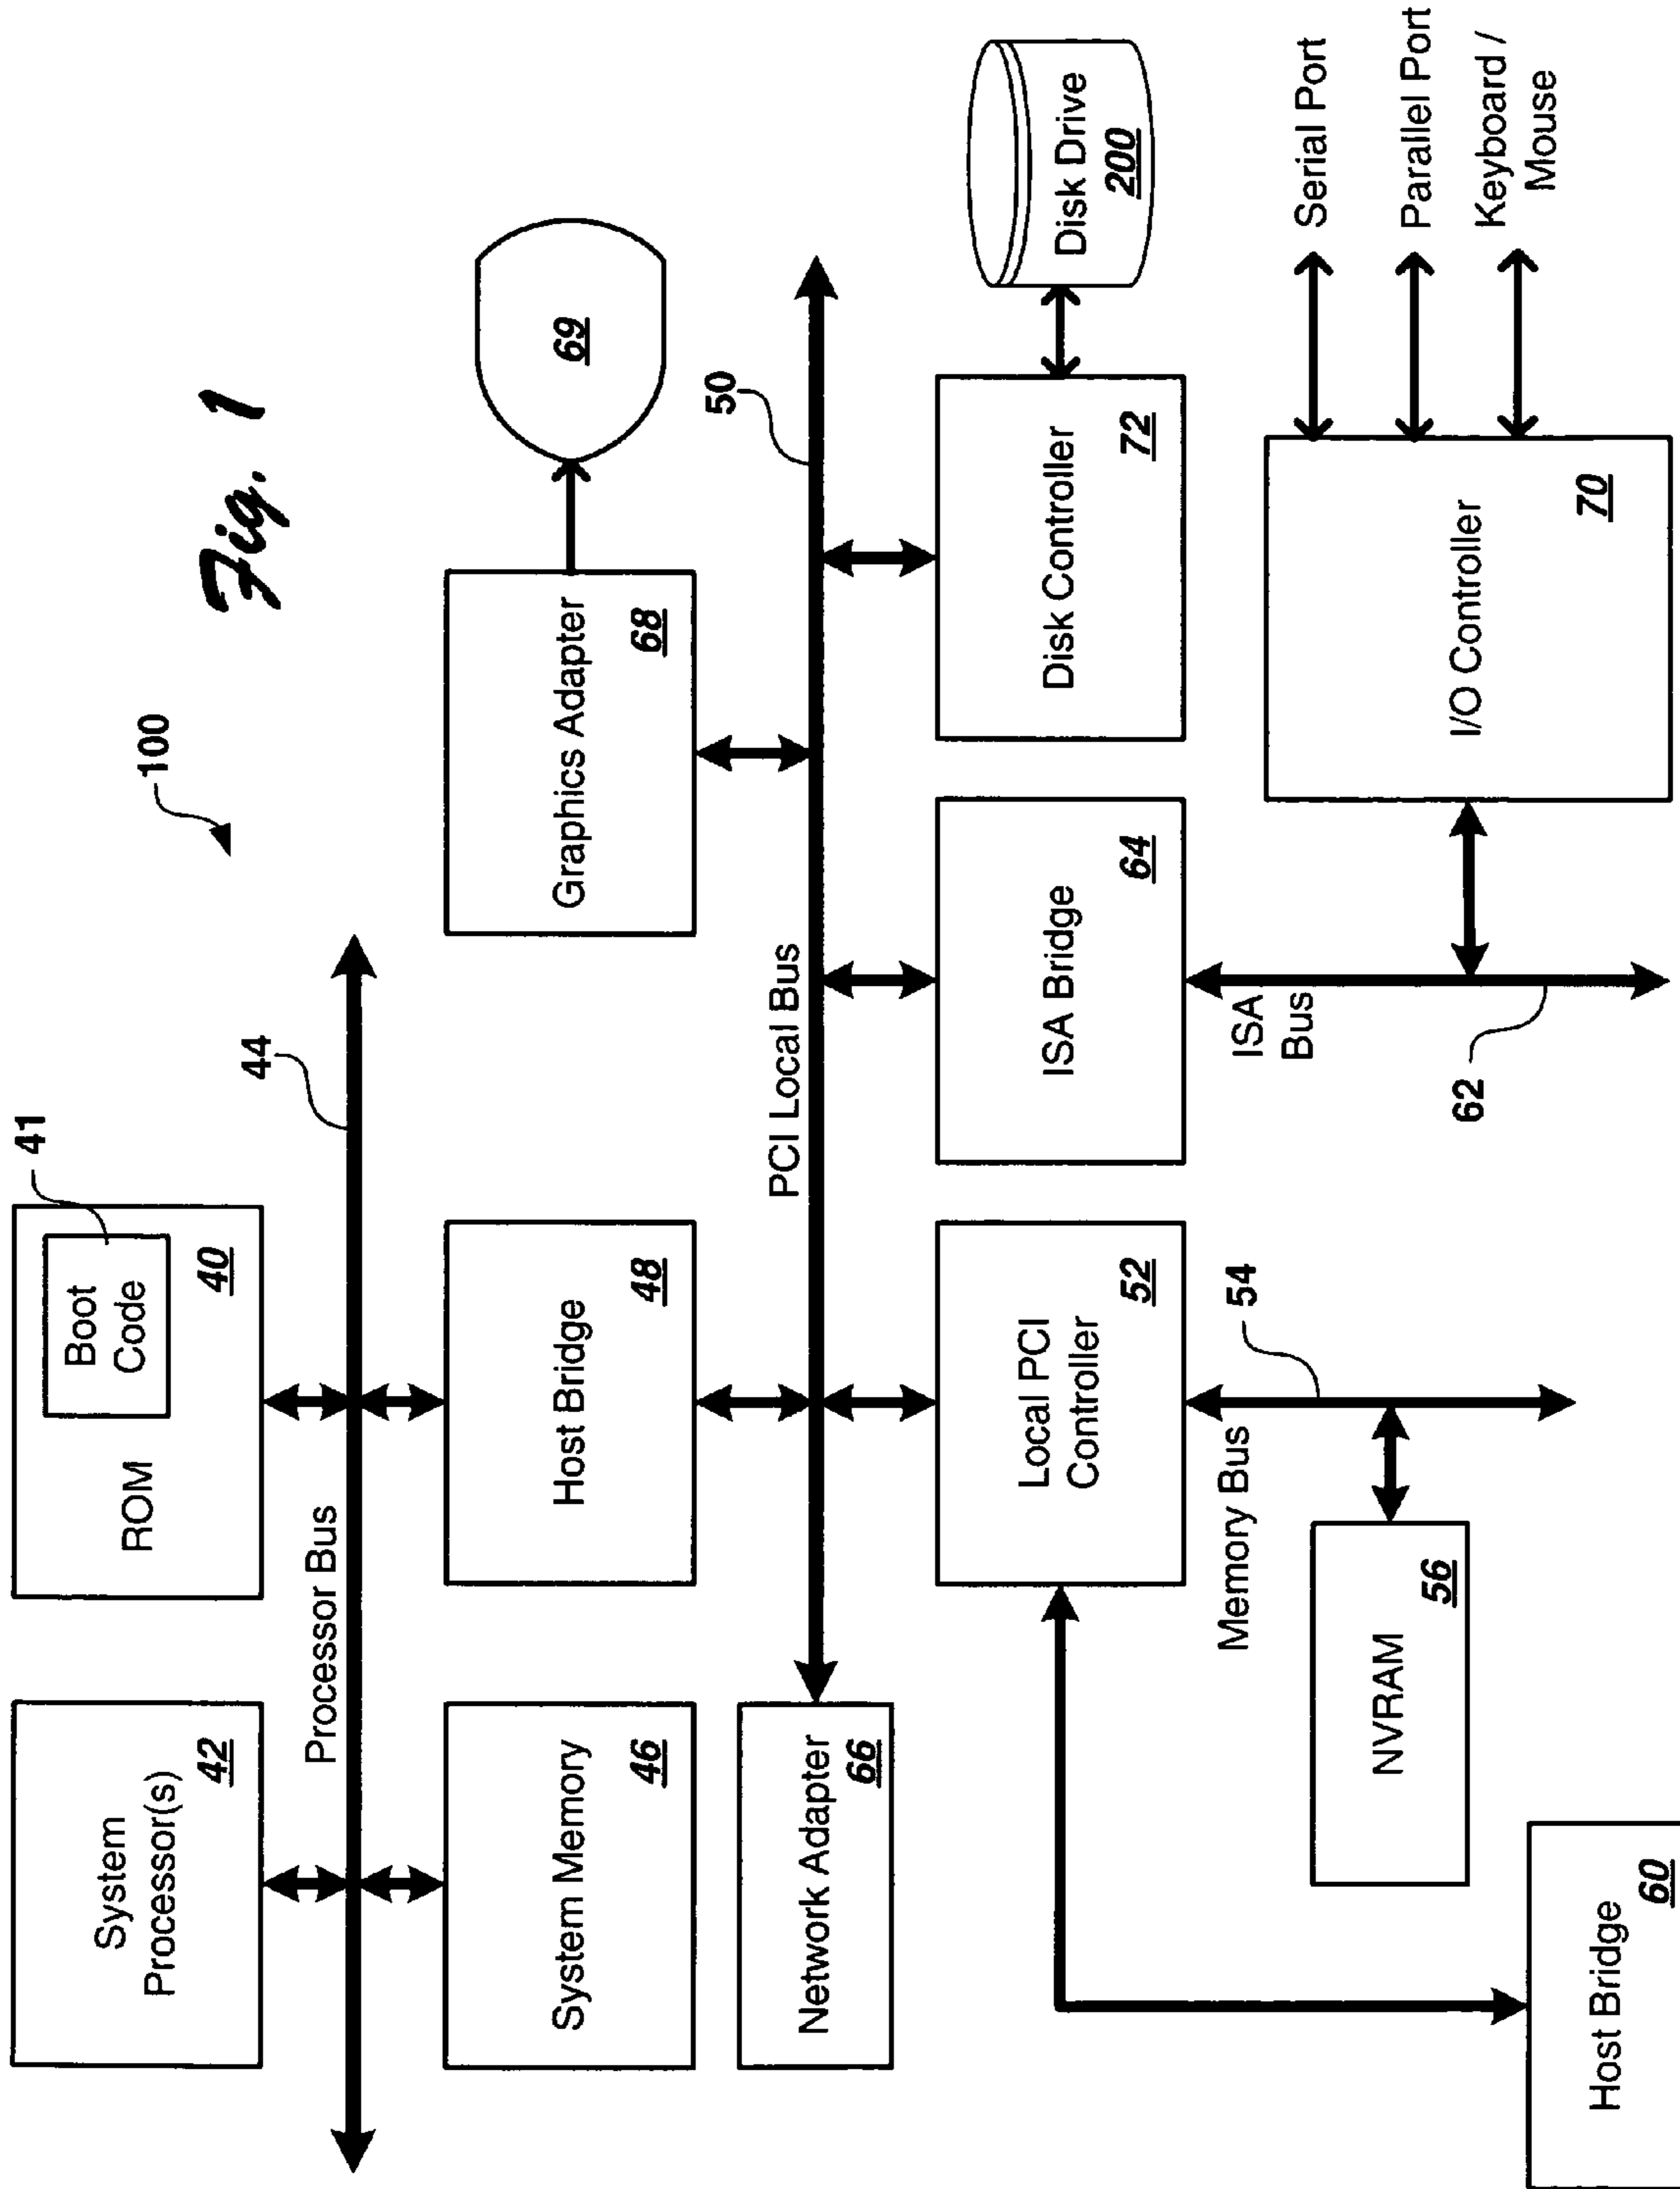 Fig. 1
100
System
Processor(s)
42
ROM
Boot
Code
40
41
Processor Bus
44
System Memory
46
Host Bridge
48
Graphics Adapter
68
69
Network Adapter
66
PCI Local Bus
50
Local PCI
Controller
52
ISA Bridge
64
Disk Controller
72
Disk Drive
200
Memory Bus
54
ISA
Bus
62
NVRAM
56
I/O Controller
70
Serial Port
Parallel Port
Keyboard /
Mouse
Host Bridge
60